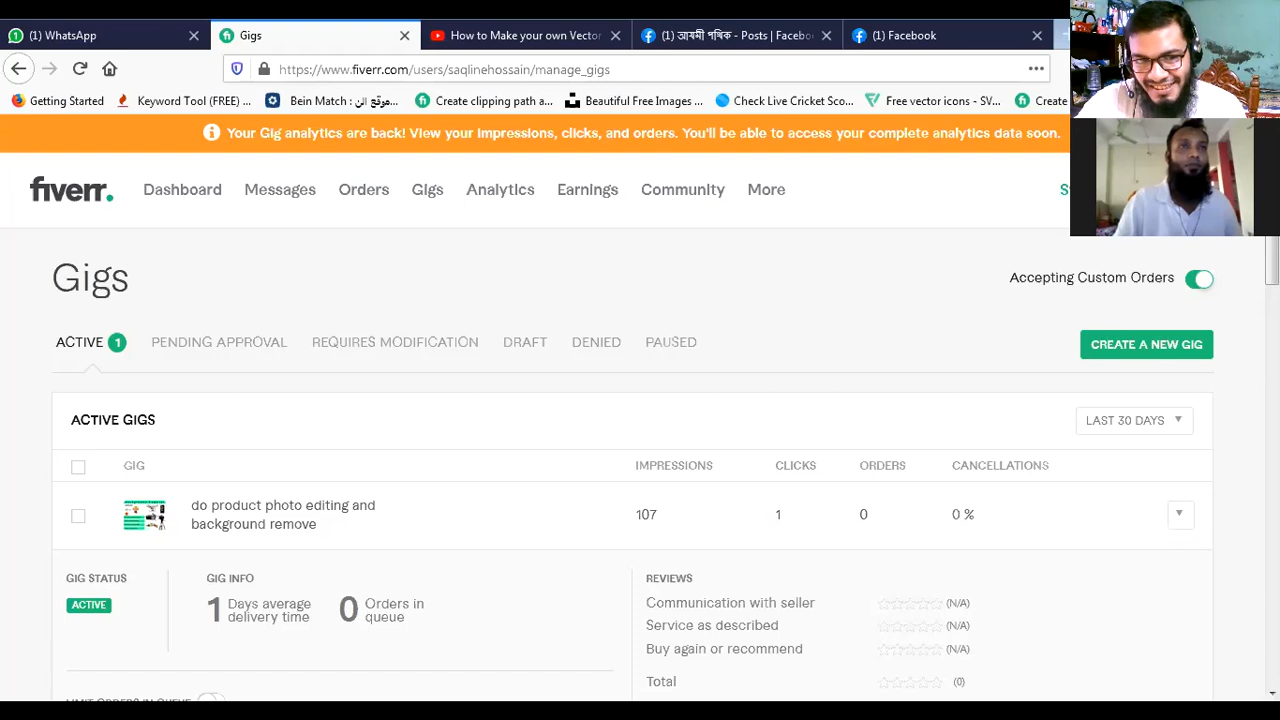 (1) WhatsApp
Gigs
How to Make your own Vector
(1) আবমী পথিক - Posts | Facebo
(1) Facebook
https://www.fiverr.com/users/saqlinehossain/manage_gigs
Getting Started
Keyword Tool (FREE) ...
Bein Match : موقع الن...
Create clipping path a...
Beautiful Free Images ...
Check Live Cricket Sco...
Free vector icons - SV...
Create
Your Gig analytics are back! View your impressions, clicks, and orders. You'll be able to access your complete analytics data soon.
fiverr.
Dashboard Messages Orders Gigs Analytics Earnings Community More
Gigs
Accepting Custom Orders
ACTIVE 1 PENDING APPROVAL REQUIRES MODIFICATION DRAFT DENIED PAUSED
CREATE A NEW GIG
ACTIVE GIGS
LAST 30 DAYS
GIG IMPRESSIONS CLICKS ORDERS CANCELLATIONS
do product photo editing and
background remove
107 1 0 0 %
GIG STATUS
ACTIVE
GIG INFO
1 Days average
delivery time
0 Orders in
queue
REVIEWS
Communication with seller (N/A)
Service as described (N/A)
Buy again or recommend (N/A)
Total (0)
LIMIT ORDERS IN QUEUE